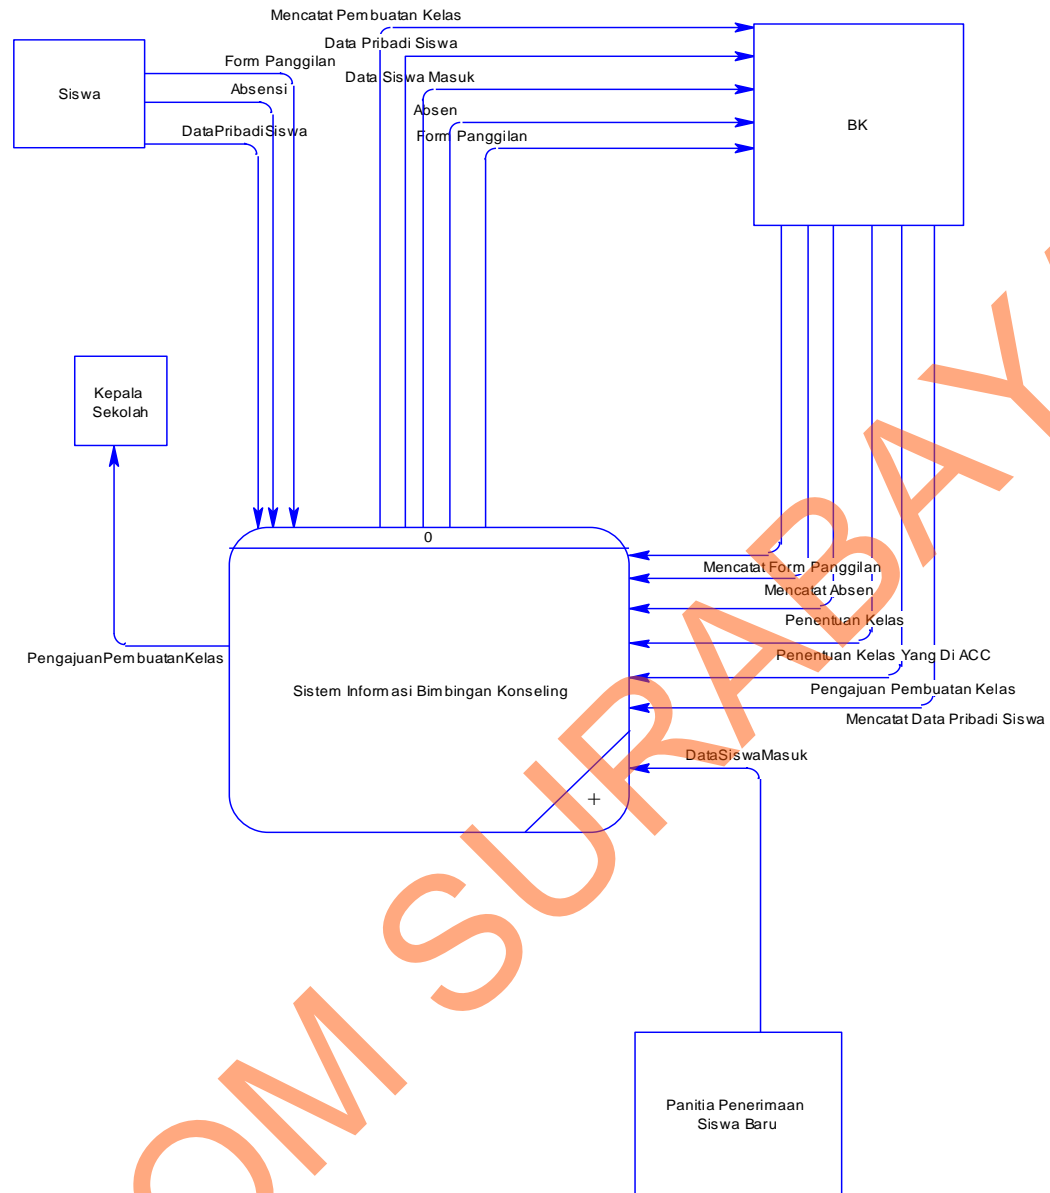 Mencatat Pembuatan Kelas
Data Pribadi Siswa
Form Panggilan
Data Siswa Masuk
Siswa
Absensi
Absen
BK
DataPribadiSiswa
Form Panggilan
Kepala
Sekolah
0
Mencatat Form Panggilan
Mencatat Absen
Penentuan Kelas
PengajuanPembuatanKelas
Penentuan Kelas Yang Di ACC
Sistem Informasi Bimbingan Konseling
Pengajuan Pembuatan Kelas
Mencatat Data Pribadi Siswa
DataSiswaMasuk
+
Panitia Penerimaan
Siswa Baru
OM SURABAY